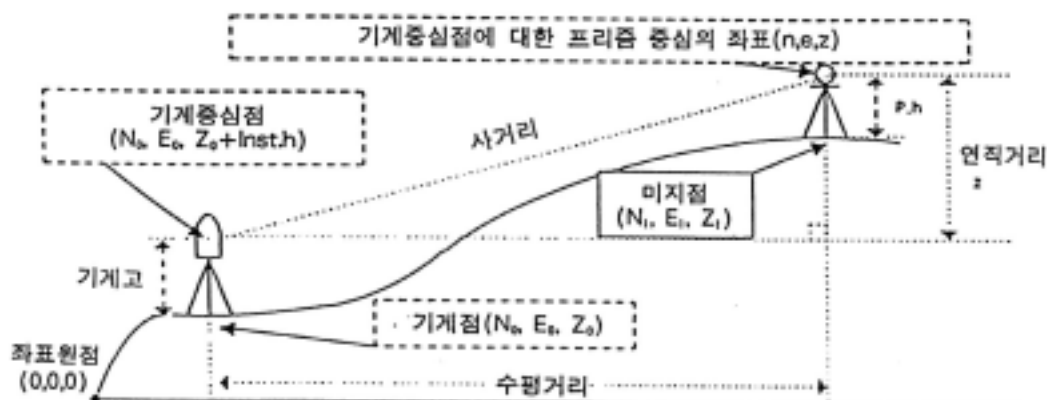 기계중심점에 대한 프리즘 중심의 좌표(n,e,z)
기계중심점
(N₀, E₀, Z₀+Inst.h)
사거리
P.h
연직거리
z
미지점
(N₁, E₁, Z₁)
기계고
기계점(N₀, E₀, Z₀)
좌표원점
(0,0,0)
수평거리